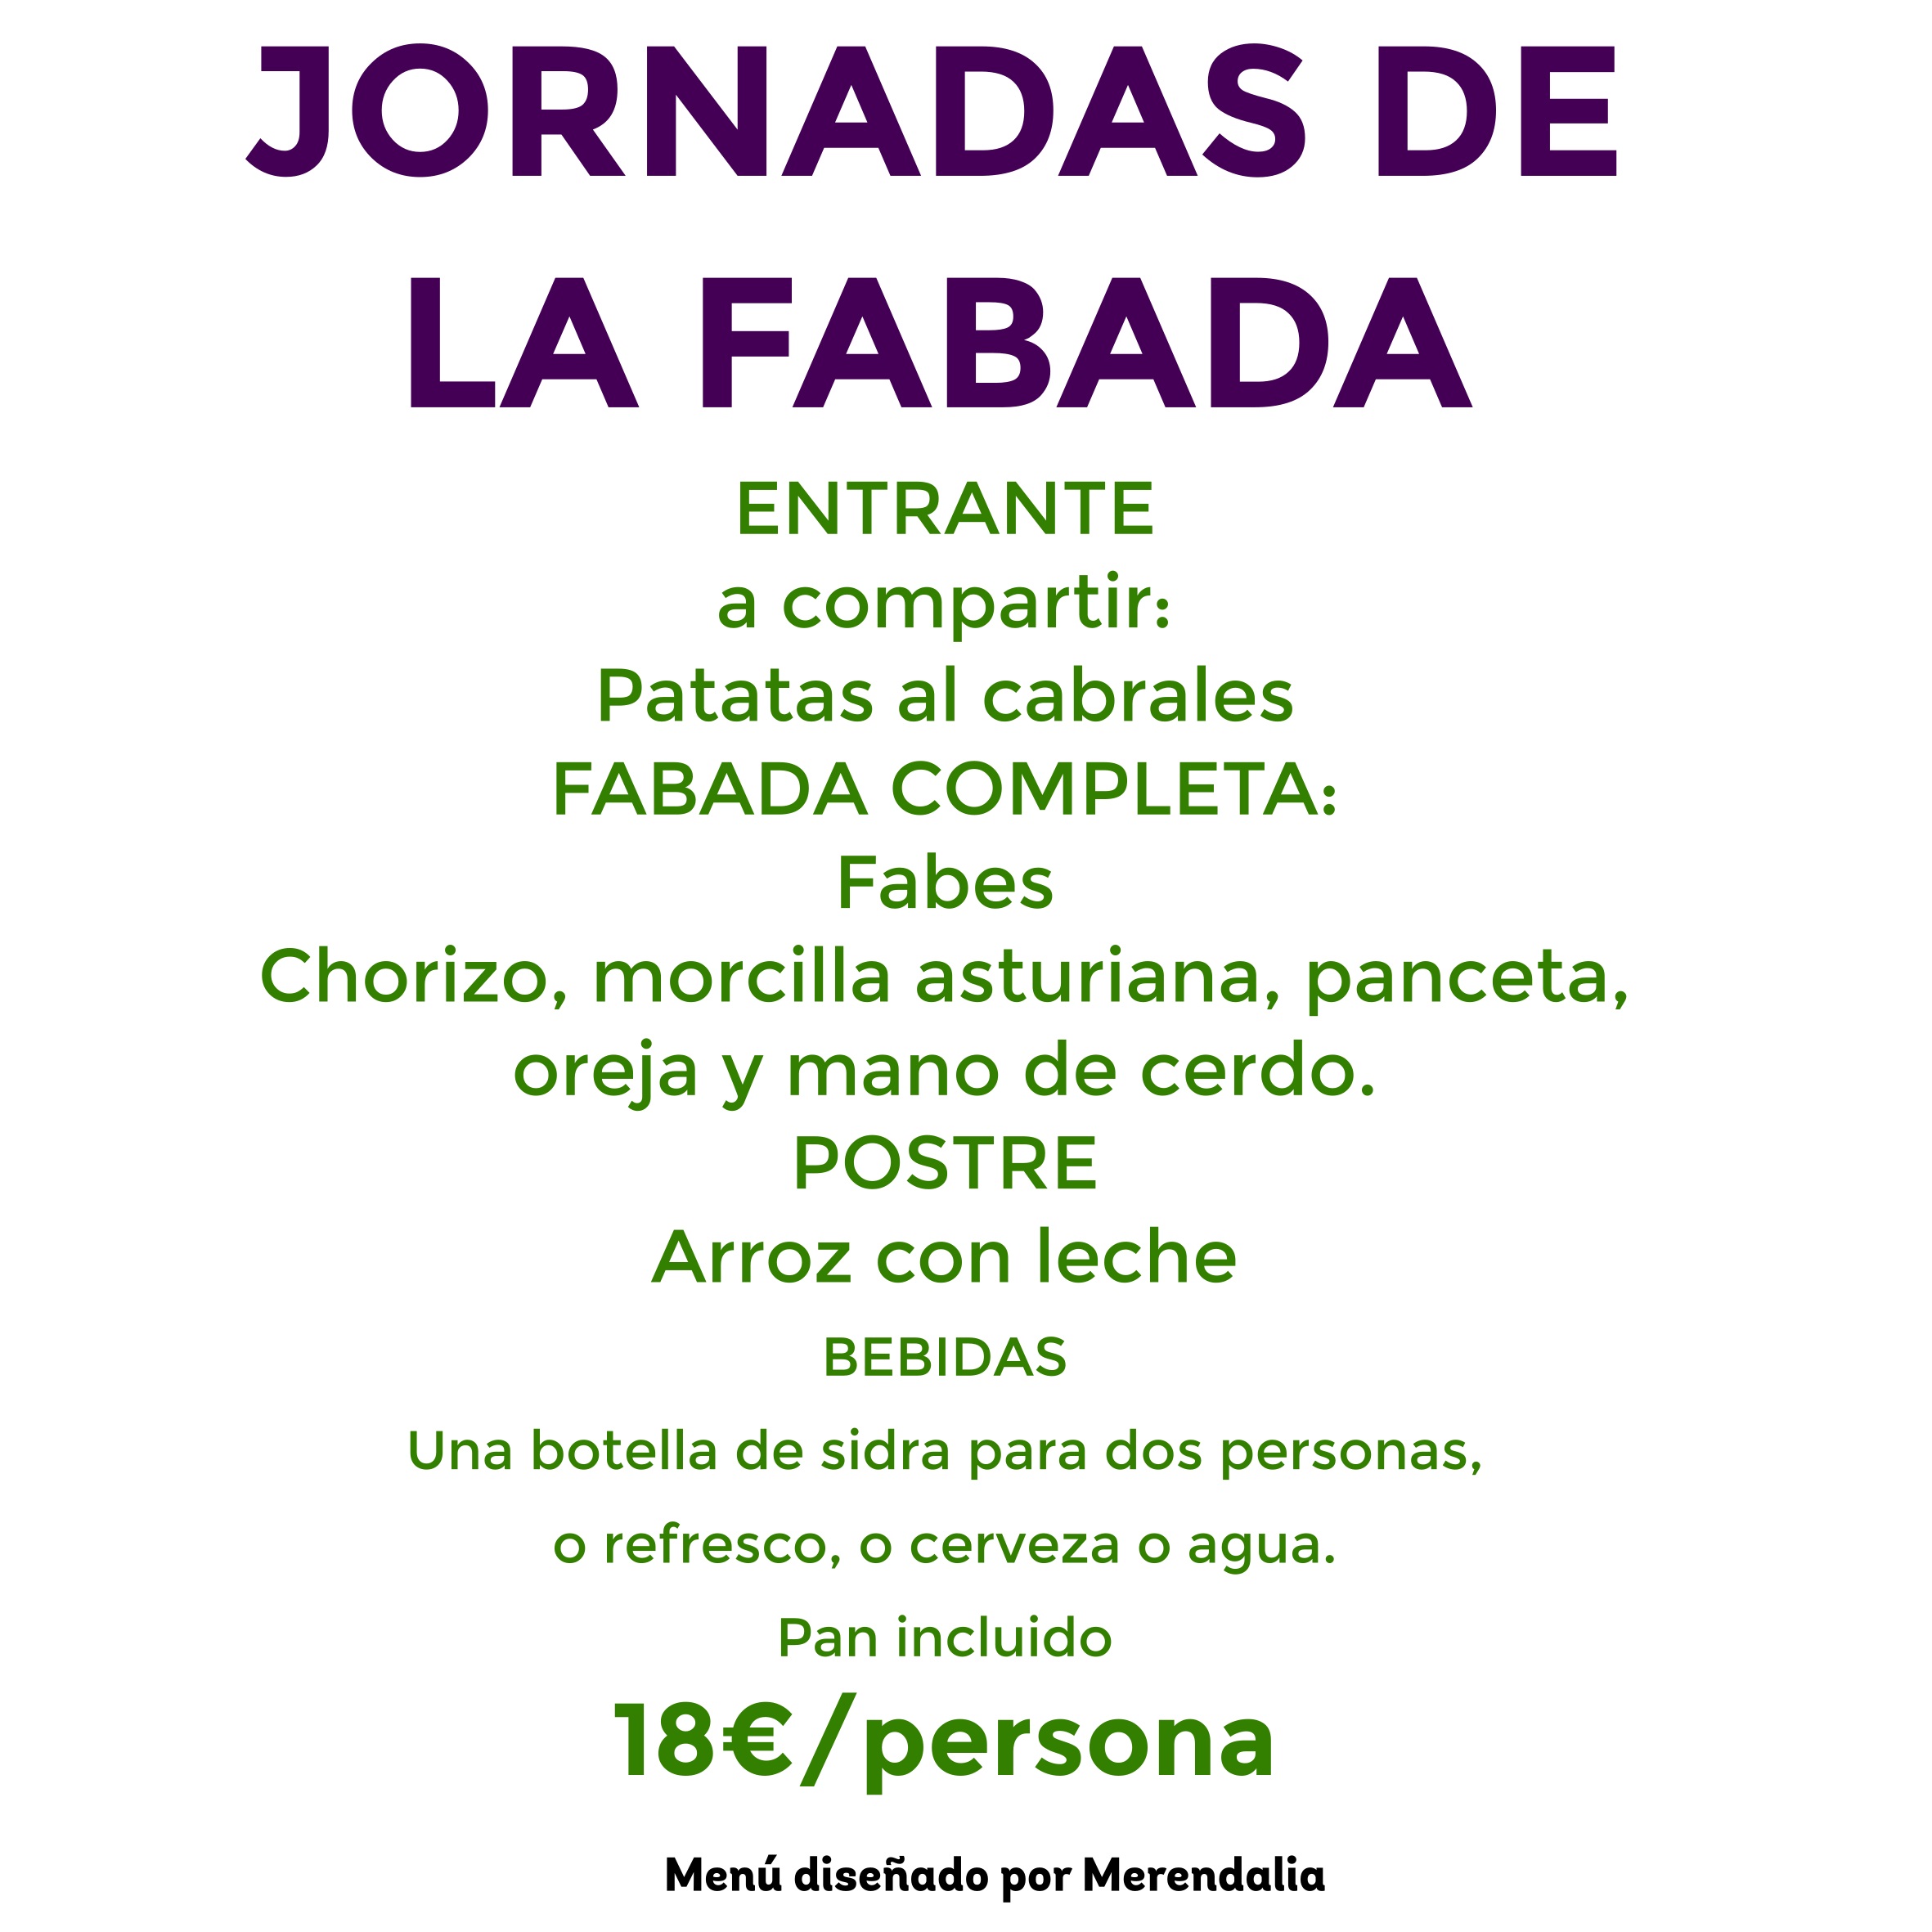 JORNADAS DE
LA FABADA
ENTRANTE
a compartir:
Patatas al cabrales
FABADA COMPLETA:
Fabes
Chorizo, morcilla asturiana, panceta,
oreja y mano de cerdo.
POSTRE
Arroz con leche
BEBIDAS
Una botella de sidra para dos personas,
o refresco, o cerveza o agua.
Pan incluido
18€/persona
Menú diseñado por Merendalia